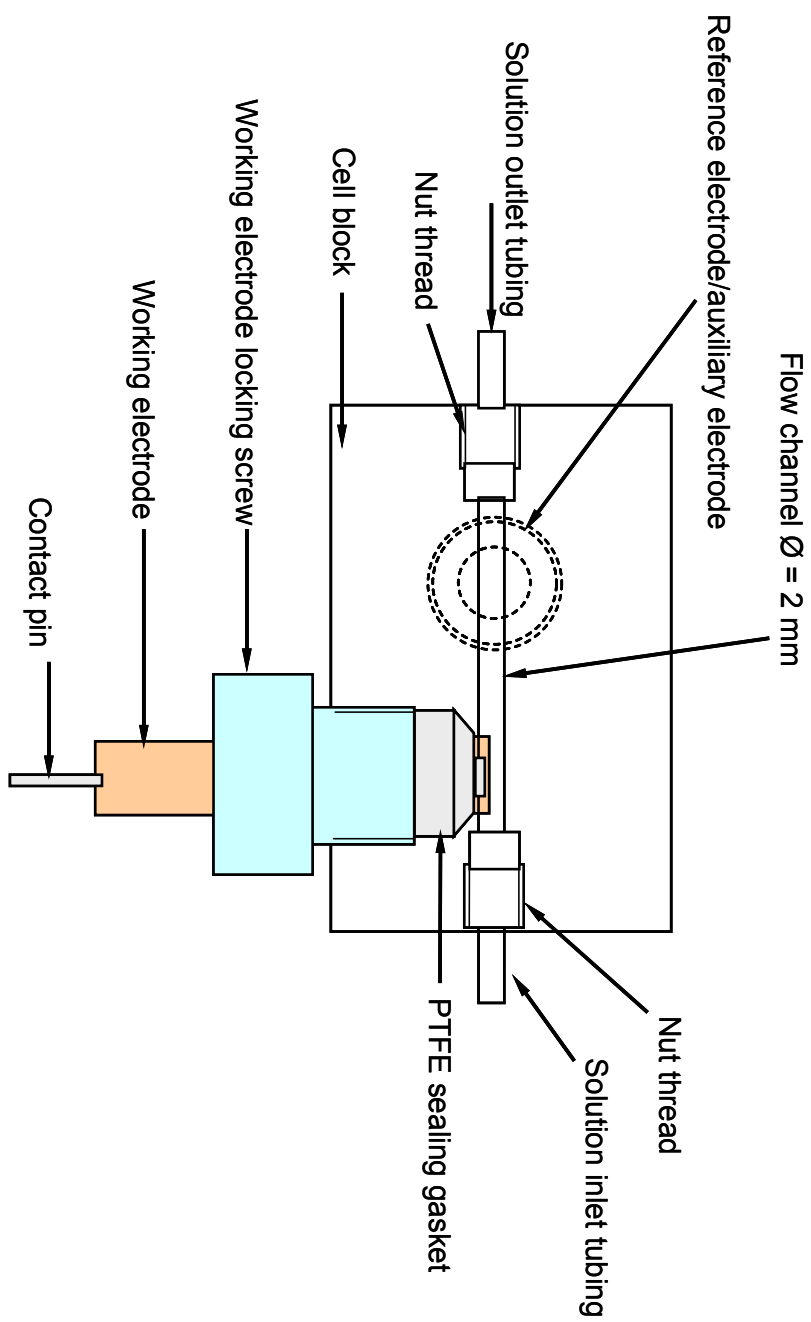 Flow channel Ø = 2 mm
Reference electrode/auxiliary electrode
Nut thread
Solution inlet tubing
Solution outlet tubing
Nut thread
PTFE sealing gasket
Cell block
Working electrode locking screw
Working electrode
Contact pin